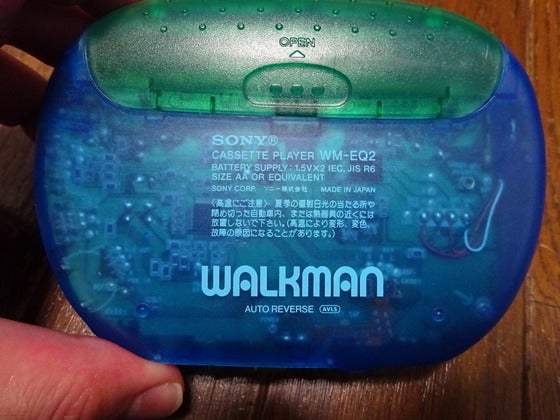 OPEN
SONY®
CASSETTE PLAYER WM-EQ2
BATTERY SUPPLY: 1.5V×2 IEC, JIS R6
SIZE AA OR EQUIVALENT
SONY CORP. ソニー株式会社 MADE IN JAPAN
〈高温にご注意〉夏季の直射日光の当たる所や
閉め切った自動車内、または熱器具の近くには
放置しないで下さい。(高温により変形、変色、
故障の原因になることがあります。)
WALKMAN
AUTO REVERSE AVLS